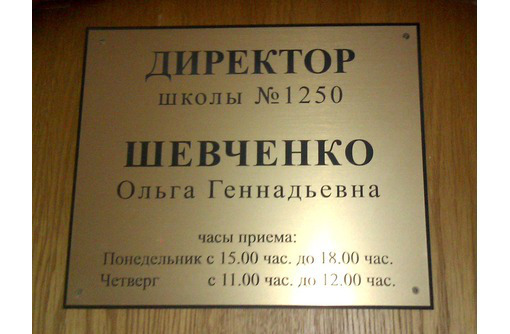 ДИРЕКТОР
школы №1250
ШЕВЧЕНКО
Ольга Геннадьевна
часы приема:
Понедельник с 15.00 час. до 18.00 час.
Четверг с 11.00 час. до 12.00 час.